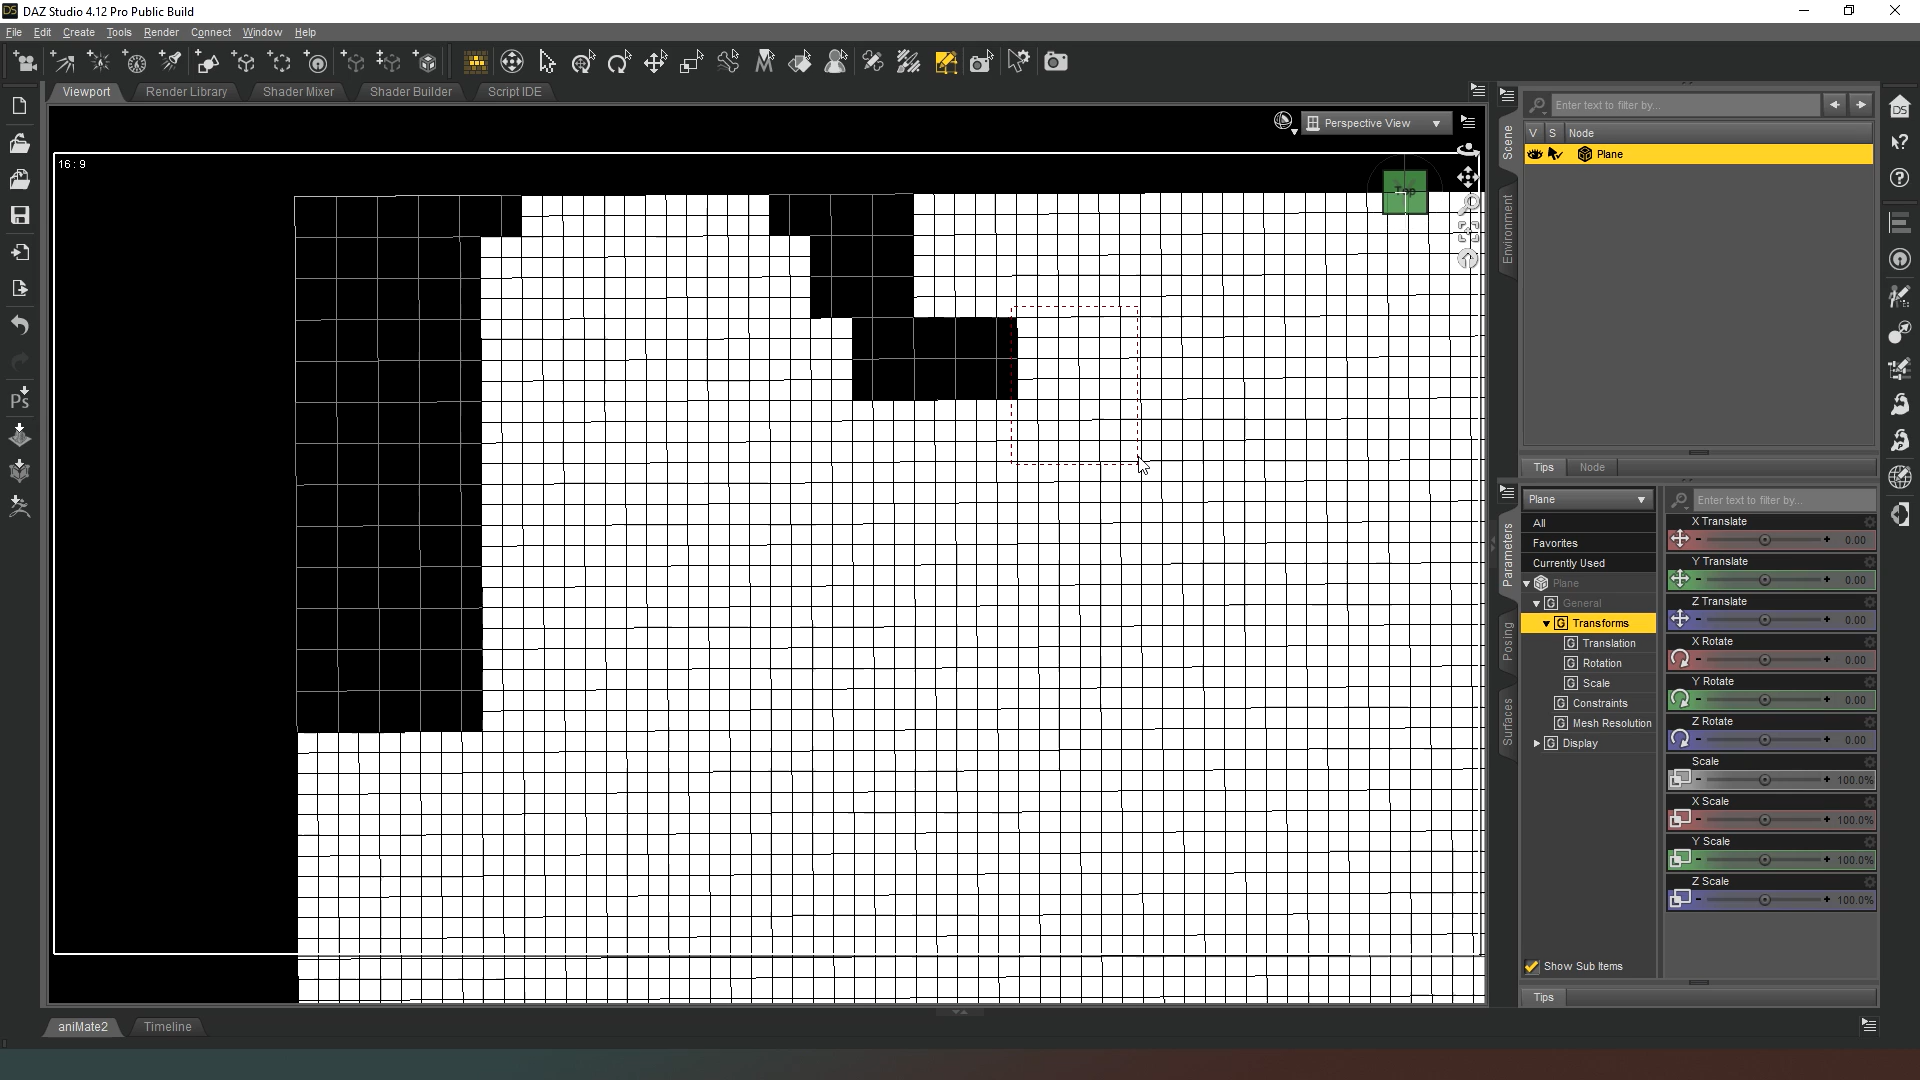 DAZ Studio 4.12 Pro Public Build
File Edit Create Tools Render Connect Window Help
Viewport Render Library Shader Mixer Shader Builder Script IDE
16 : 9
Perspective View
Top
Scene
Environment
Enter text to filter by...
V S Node
Plane
Tips Node
Parameters
Posing
Surfaces
Plane
All
Favorites
Currently Used
Plane
General
Transforms
Translation
Rotation
Scale
Constraints
Mesh Resolution
Display
Show Sub Items
Enter text to filter by...
X Translate
0.00
Y Translate
0.00
Z Translate
0.00
X Rotate
0.00
Y Rotate
0.00
Z Rotate
0.00
Scale
100.0%
X Scale
100.0%
Y Scale
100.0%
Z Scale
100.0%
Tips
aniMate2 Timeline